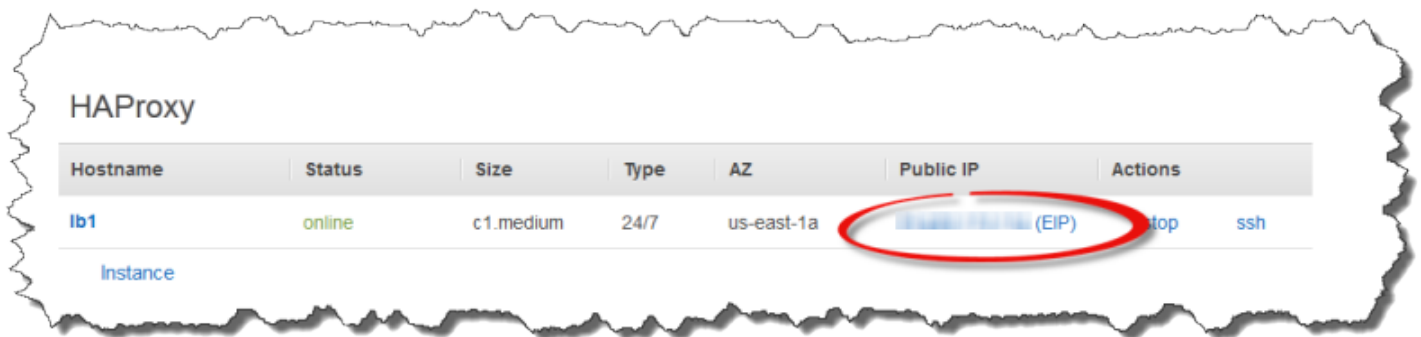 HAProxy
Hostname Status Size Type AZ Public IP Actions
lb1 online c1.medium 24/7 us-east-1a (EIP) stop ssh
Instance